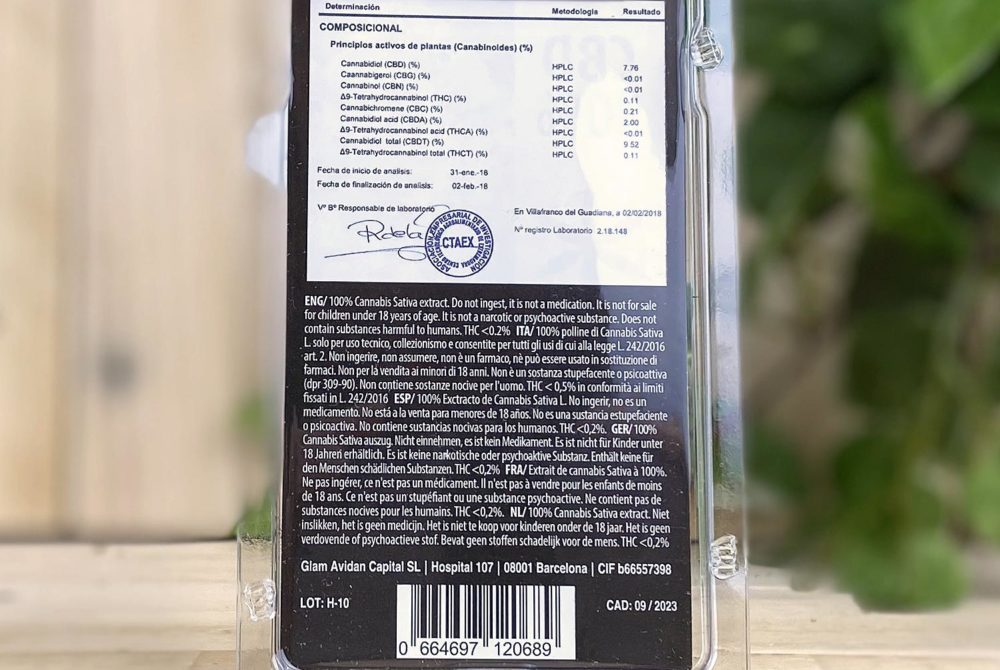 Determinación Metodología Resultado
COMPOSICIONAL
Principios activos de plantas (Canabinoides) (%)
Cannabidiol (CBD) (%) HPLC 7.76
Caannabigerol (CBG) (%) HPLC <0.01
Cannabinol (CBN) (%) HPLC <0.01
Δ9-Tetrahydrocannabinol (THC) (%) HPLC 0.11
Cannabichromene (CBC) (%) HPLC 0.21
Cannabidiol acid (CBDA) (%) HPLC 2.00
Δ9-Tetrahydrocannabinol acid (THCA) (%) HPLC <0.01
Cannabidiol total (CBDT) (%) HPLC 9.52
Δ9-Tetrahydrocannabinol total (THCT) (%) HPLC 0.11
Fecha de inicio de analisis: 31-ene.-18
Fecha de finalización de analisis: 02-feb.-18
Vº Bº Responsable de laboratorio
En Villafranco del Guadiana, a 02/02/2018
Nº registro Laboratorio 2.18.148
ASOCIACIÓN EMPRESARIAL DE INVESTIGACIÓN
CTAEX
ENG/ 100% Cannabis Sativa extract. Do not ingest, it is not a medication. It is not for sale
for children under 18 years of age. It is not a narcotic or psychoactive substance. Does not
contain substances harmful to humans. THC <0.2% ITA/ 100% polline di Cannabis Sativa
L. solo per uso tecnico, collezionismo e consentite per tutti gli usi di cui alla legge L. 242/2016
art. 2. Non ingerire, non assumere, non è un farmaco, nè può essere usato in sostituzione di
farmaci. Non per la vendita ai minori di 18 anni. Non è un sostanza stupefacente o psicoattiva
(dpr 309-90). Non contiene sostanze nocive per l'uomo. THC < 0,5% in conformità ai limiti
fissati in L. 242/2016 ESP/ 100% Exctracto de Cannabis Sativa L. No ingerir, no es un
medicamento. No está a la venta para menores de 18 años. No es una sustancia estupefaciente
o psicoactiva. No contiene sustancias nocivas para los humanos. THC <0,2%. GER/ 100%
Cannabis Sativa auszug. Nicht einnehmen, es ist kein Medikament. Es ist nicht für Kinder unter
18 Jahren erhältlich. Es ist keine narkotische oder psychoaktive Substanz. Enthält keine für
den Menschen schädlichen Substanzen. THC <0,2% FRA/ Extrait de cannabis Sativa à 100%.
Ne pas ingérer, ce n'est pas un médicament. Il n'est pas à vendre pour les enfants de moins
de 18 ans. Ce n'est pas un stupéfiant ou une substance psychoactive. Ne contient pas de
substances nocives pour les humains. THC <0,2%. NL/ 100% Cannabis Sativa extract. Niet
inslikken, het is geen medicijn. Het is niet te koop voor kinderen onder de 18 jaar. Het is geen
verdovende of psychoactieve stof. Bevat geen stoffen schadelijk voor de mens. THC <0,2%
Glam Avidan Capital SL | Hospital 107 | 08001 Barcelona | CIF b66557398
LOT: H-10 CAD: 09 / 2023
0 664697 120689